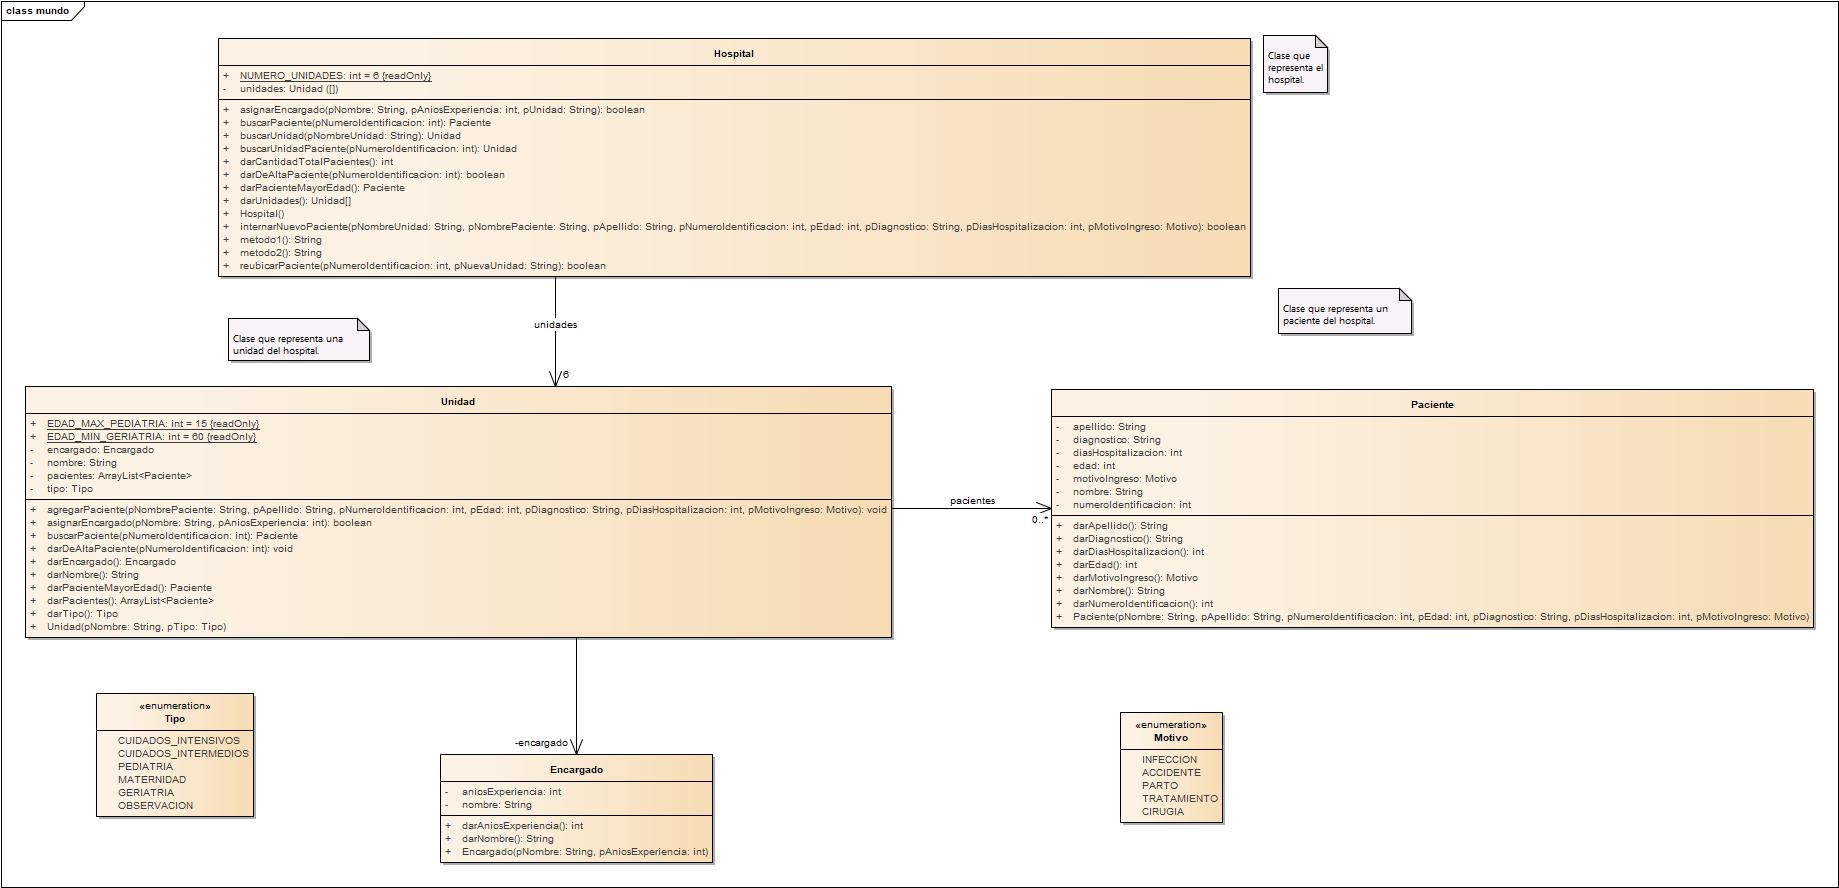 class mundo
Hospital
+ NUMERO_UNIDADES: int = 6 {readOnly}
- unidades: Unidad ([])
+ asignarEncargado(pNombre: String, pAniosExperiencia: int, pUnidad: String): boolean
+ buscarPaciente(pNumeroIdentificacion: int): Paciente
+ buscarUnidad(pNombreUnidad: String): Unidad
+ buscarUnidadPaciente(pNumeroIdentificacion: int): Unidad
+ darCantidadTotalPacientes(): int
+ darDeAltaPaciente(pNumeroIdentificacion: int): boolean
+ darPacienteMayorEdad(): Paciente
+ darUnidades(): Unidad[]
+ Hospital()
+ internarNuevoPaciente(pNombreUnidad: String, pNombrePaciente: String, pApellido: String, pNumeroIdentificacion: int, pEdad: int, pDiagnostico: String, pDiasHospitalizacion: int, pMotivoIngreso: Motivo): boolean
+ metodo1(): String
+ metodo2(): String
+ reubicarPaciente(pNumeroIdentificacion: int, pNuevaUnidad: String): boolean
Clase que
representa el
hospital.
unidades
6
Clase que representa una
unidad del hospital.
Clase que representa un
paciente del hospital.
Unidad
+ EDAD_MAX_PEDIATRIA: int = 15 {readOnly}
+ EDAD_MIN_GERIATRIA: int = 60 {readOnly}
- encargado: Encargado
- nombre: String
- pacientes: ArrayList<Paciente>
- tipo: Tipo
+ agregarPaciente(pNombrePaciente: String, pApellido: String, pNumeroIdentificacion: int, pEdad: int, pDiagnostico: String, pDiasHospitalizacion: int, pMotivoIngreso: Motivo): void
+ asignarEncargado(pNombre: String, pAniosExperiencia: int): boolean
+ buscarPaciente(pNumeroIdentificacion: int): Paciente
+ darDeAltaPaciente(pNumeroIdentificacion: int): void
+ darEncargado(): Encargado
+ darNombre(): String
+ darPacienteMayorEdad(): Paciente
+ darPacientes(): ArrayList<Paciente>
+ darTipo(): Tipo
+ Unidad(pNombre: String, pTipo: Tipo)
pacientes
0..*
Paciente
- apellido: String
- diagnostico: String
- diasHospitalizacion: int
- edad: int
- motivoIngreso: Motivo
- nombre: String
- numeroIdentificacion: int
+ darApellido(): String
+ darDiagnostico(): String
+ darDiasHospitalizacion(): int
+ darEdad(): int
+ darMotivoIngreso(): Motivo
+ darNombre(): String
+ darNumeroIdentificacion(): int
+ Paciente(pNombre: String, pApellido: String, pNumeroIdentificacion: int, pEdad: int, pDiagnostico: String, pDiasHospitalizacion: int, pMotivoIngreso: Motivo)
«enumeration»
Tipo
CUIDADOS_INTENSIVOS
CUIDADOS_INTERMEDIOS
PEDIATRIA
MATERNIDAD
GERIATRIA
OBSERVACION
-encargado
Encargado
- aniosExperiencia: int
- nombre: String
+ darAniosExperiencia(): int
+ darNombre(): String
+ Encargado(pNombre: String, pAniosExperiencia: int)
«enumeration»
Motivo
INFECCION
ACCIDENTE
PARTO
TRATAMIENTO
CIRUGIA